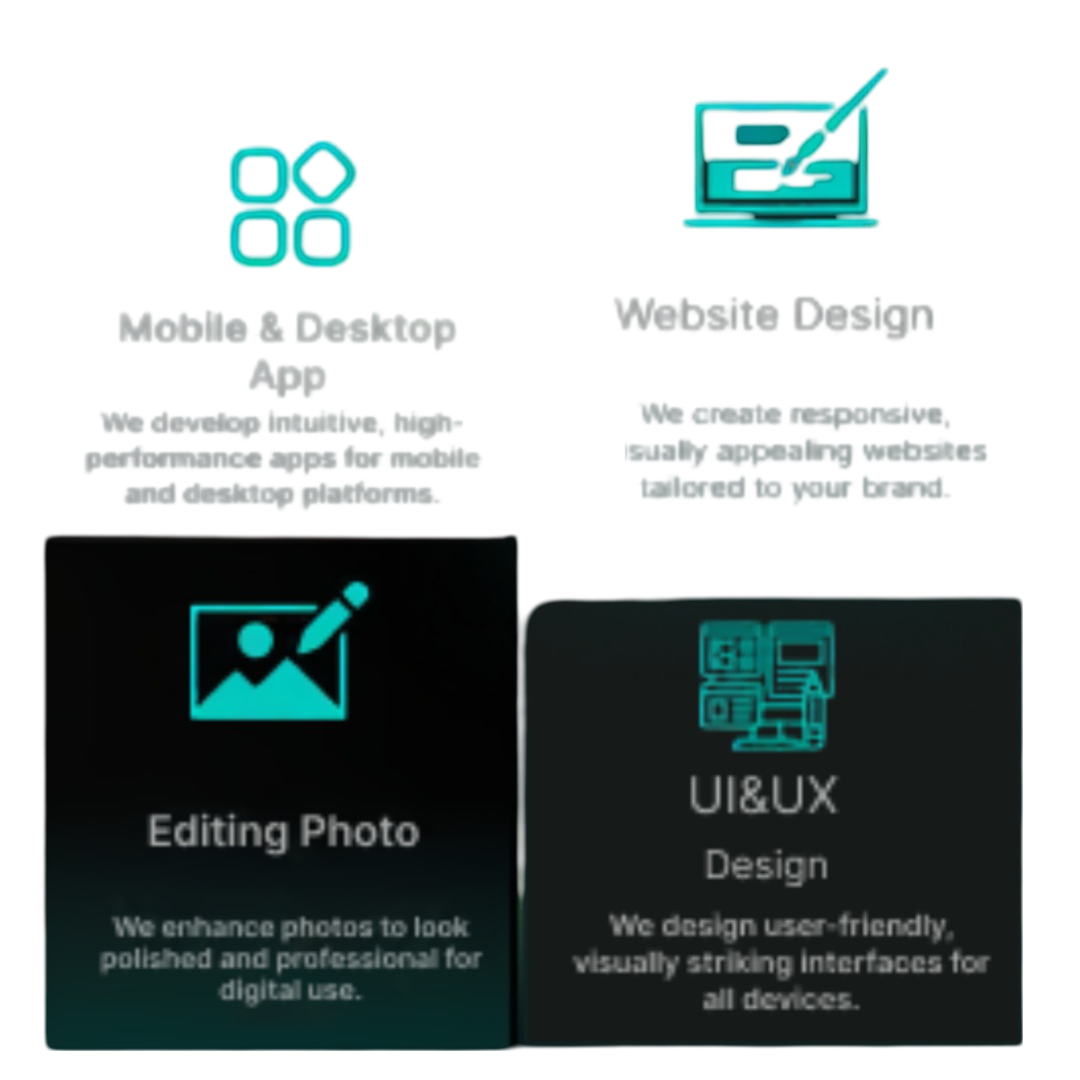 Mobile & Desktop
App
We develop intuitive, high-
performance apps for mobile
and desktop platforms.
Website Design
We create responsive,
isually appealing websites
tailored to your brand.
Editing Photo
We enhance photos to look
polished and professional for
digital use.
UI&UX
Design
We design user-friendly,
visually striking interfaces for
all devices.